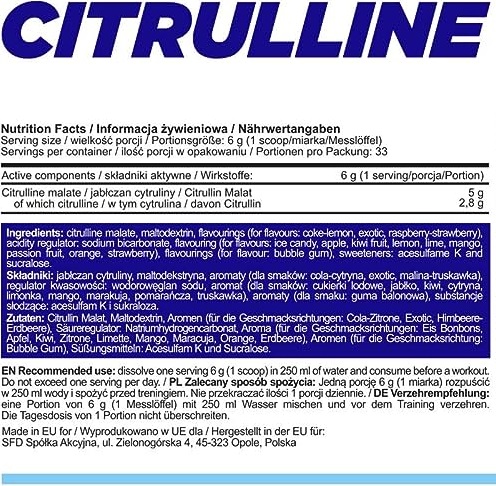 CITRULLINE
Nutrition Facts / Informacja żywieniowa / Nährwertangaben
Serving size / wielkość porcji / Portionsgröße: 6 g (1 scoop/miarka/Messlöffel)
Servings per container / ilość porcji w opakowaniu / Portionen pro Packung: 33
Active components / składniki aktywne / Wirkstoffe: 6 g (1 serving/porcja/Portion)
Citrulline malate / jabłczan cytruliny / Citrullin Malat 5 g
of which citrulline / w tym cytrulina / davon Citrullin 2,8 g
Ingredients: citrulline malate, maltodextrin, flavourings (for flavours: coke-lemon, exotic, raspberry-strawberry),
acidity regulator: sodium bicarbonate, flavouring (for flavours: ice candy, apple, kiwi fruit, lemon, lime, mango,
passion fruit, orange, strawberry), flavourings (for flavour: bubble gum), sweeteners: acesulfame K and
sucralose.
Składniki: jabłczan cytruliny, maltodekstryna, aromaty (dla smaków: cola-cytryna, exotic, malina-truskawka),
regulator kwasowości: wodorowęglan sodu, aromat (dla smaków: cukierki lodowe, jabłko, kiwi, cytryna,
limonka, mango, marakuja, pomarańcza, truskawka), aromaty (dla smaku: guma balonowa), substancje
słodzące: acesulfam K i sukraloza.
Zutaten: Citrullin Malat, Maltodextrin, Aromen (für die Geschmacksrichtungen: Cola-Zitrone, Exotic, Himbeere-
Erdbeere), Säureregulator: Natriumhydrogencarbonat, Aroma (für die Geschmacksrichtungen: Eis Bonbons,
Apfel, Kiwi, Zitrone, Limette, Mango, Maracuja, Orange, Erdbeere), Aromen (für die Geschmacksrichtung:
Bubble Gum), Süßungsmitteln: Acesulfam K und Sucralose.
EN Recommended use: dissolve one serving 6 g (1 scoop) in 250 ml of water and consume before a workout.
Do not exceed one serving per day. / PL Zalecany sposób spożycia: Jedną porcję 6 g (1 miarka) rozpuścić
w 250 ml wody i spożyć przed treningiem. Nie przekraczać ilości 1 porcji dziennie. / DE Verzehrempfehlung:
eine Portion von 6 g (1 Messlöffel) mit 250 ml Wasser mischen und vor dem Training verzehren.
Die Tagesdosis von 1 Portion nicht überschreiten.
Made in EU for / Wyprodukowano w UE dla / Hergestellt in der EU für:
SFD Spółka Akcyjna, ul. Zielonogórska 4, 45-323 Opole, Polska